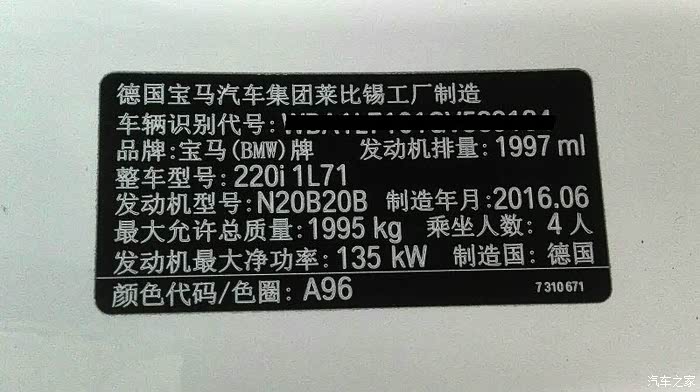 德国宝马汽车集团莱比锡工厂制造
车辆识别代号:
品牌:宝马(BMW)牌 发动机排量: 1997 ml
整车型号: 220i 1L71
发动机型号: N20B20B 制造年月: 2016.06
最大允许总质量: 1995 kg 乘坐人数: 4 人
发动机最大净功率: 135 kW 制造国: 德国
颜色代码/色圈: A96 7 310 671
汽车之家